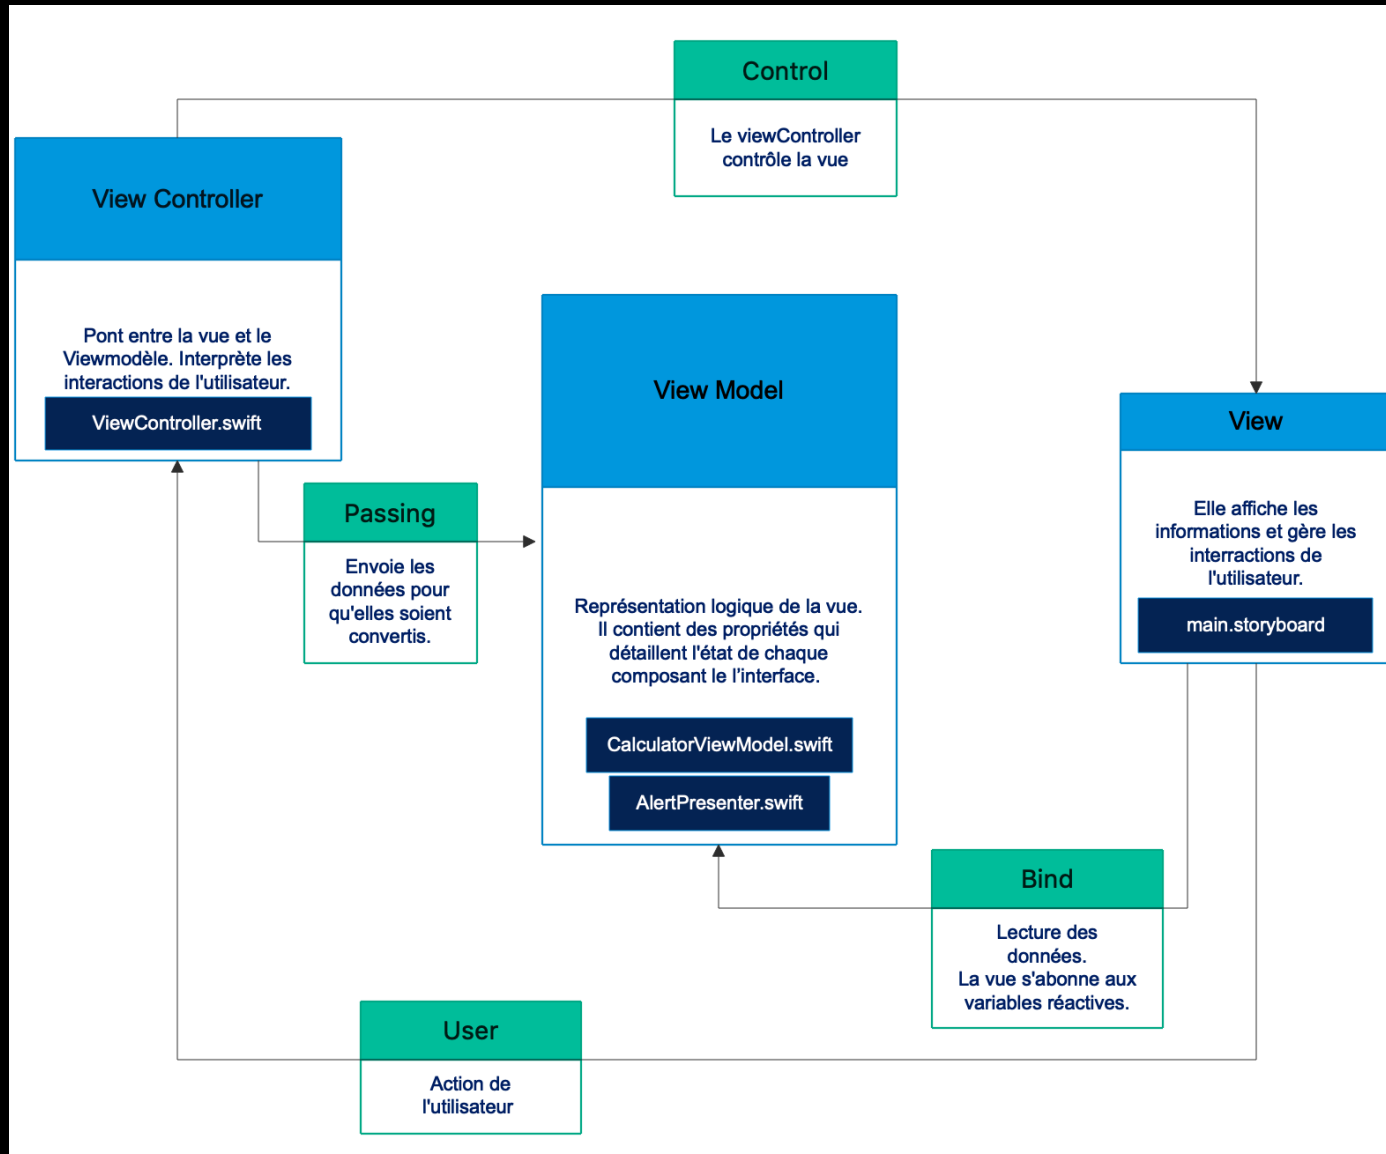 Control
Le viewController
contrôle la vue
View Controller
Pont entre la vue et le
Viewmodèle. Interprète les
interactions de l'utilisateur.
ViewController.swift
View Model
Représentation logique de la vue.
Il contient des propriétés qui
détaillent l'état de chaque
composant le l'interface.
CalculatorViewModel.swift
AlertPresenter.swift
View
Elle affiche les
informations et gère les
interractions de
l'utilisateur.
main.storyboard
Passing
Envoie les
données pour
qu'elles soient
convertis.
Bind
Lecture des
données.
La vue s'abonne aux
variables réactives.
User
Action de
l'utilisateur